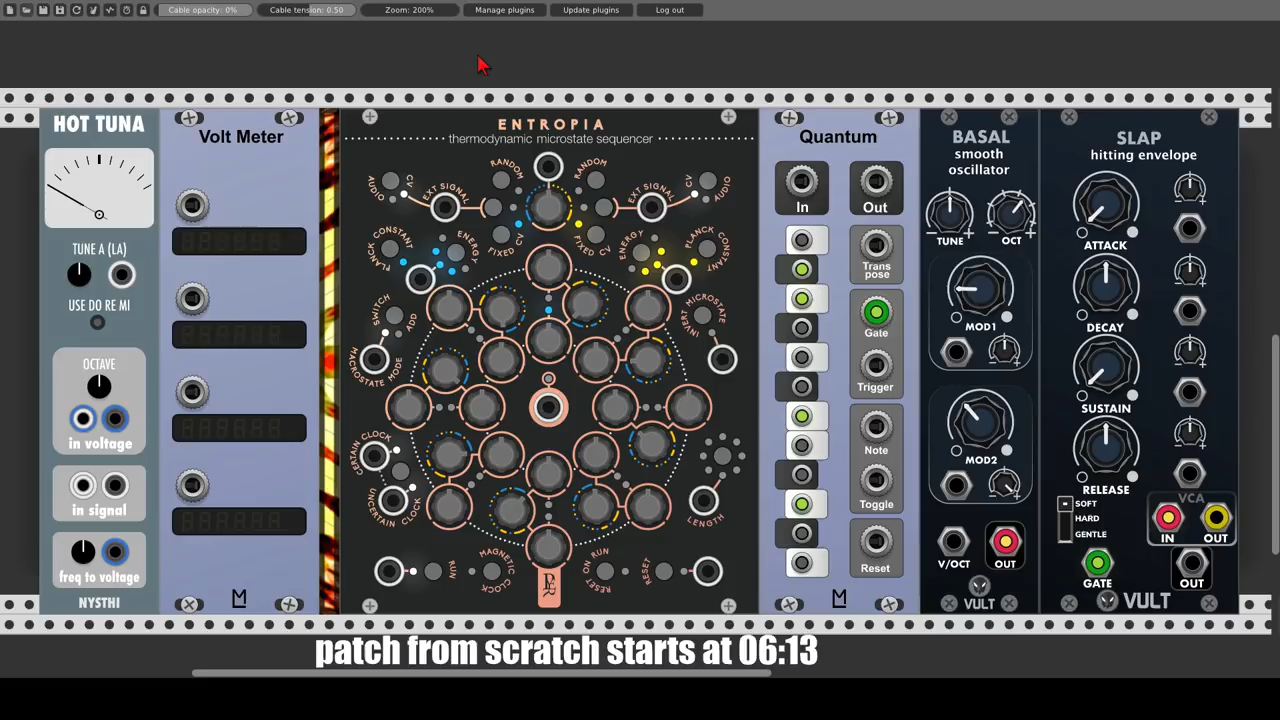 Cable opacity: 0%
Cable tension: 0.50
Zoom: 200%
Manage plugins
Update plugins
Log out
HOT TUNA
TUNE A (LA)
USE DO RE MI
OCTAVE
in voltage
in signal
freq to voltage
NYSTHI
Volt Meter
ENTROPIA
thermodynamic microstate sequencer
RANDOM
RANDOM
AUDIO
CV
EXT SIGNAL
EXT SIGNAL
CV
AUDIO
PLANCK CONSTANT
ENERGY
FIXED CV
FIXED CV
ENERGY
PLANCK CONSTANT
SWITCH
ADD
MACROSTATE MODE
MICROSTATE
INVERT
CERTAIN CLOCK
UNCERTAIN CLOCK
LENGTH
RUN
MAGNETIC CLOCK
RESET ON RUN
RESET
Quantum
In
Out
Trans
pose
Gate
Trigger
Note
Toggle
Reset
BASAL
smooth
oscillator
TUNE
OCT
MOD1
MOD2
V/OCT
OUT
VULT
SLAP
hitting envelope
ATTACK
DECAY
SUSTAIN
RELEASE
SOFT
HARD
GENTLE
VCA
IN
OUT
GATE
OUT
VULT
patch from scratch starts at 06:13